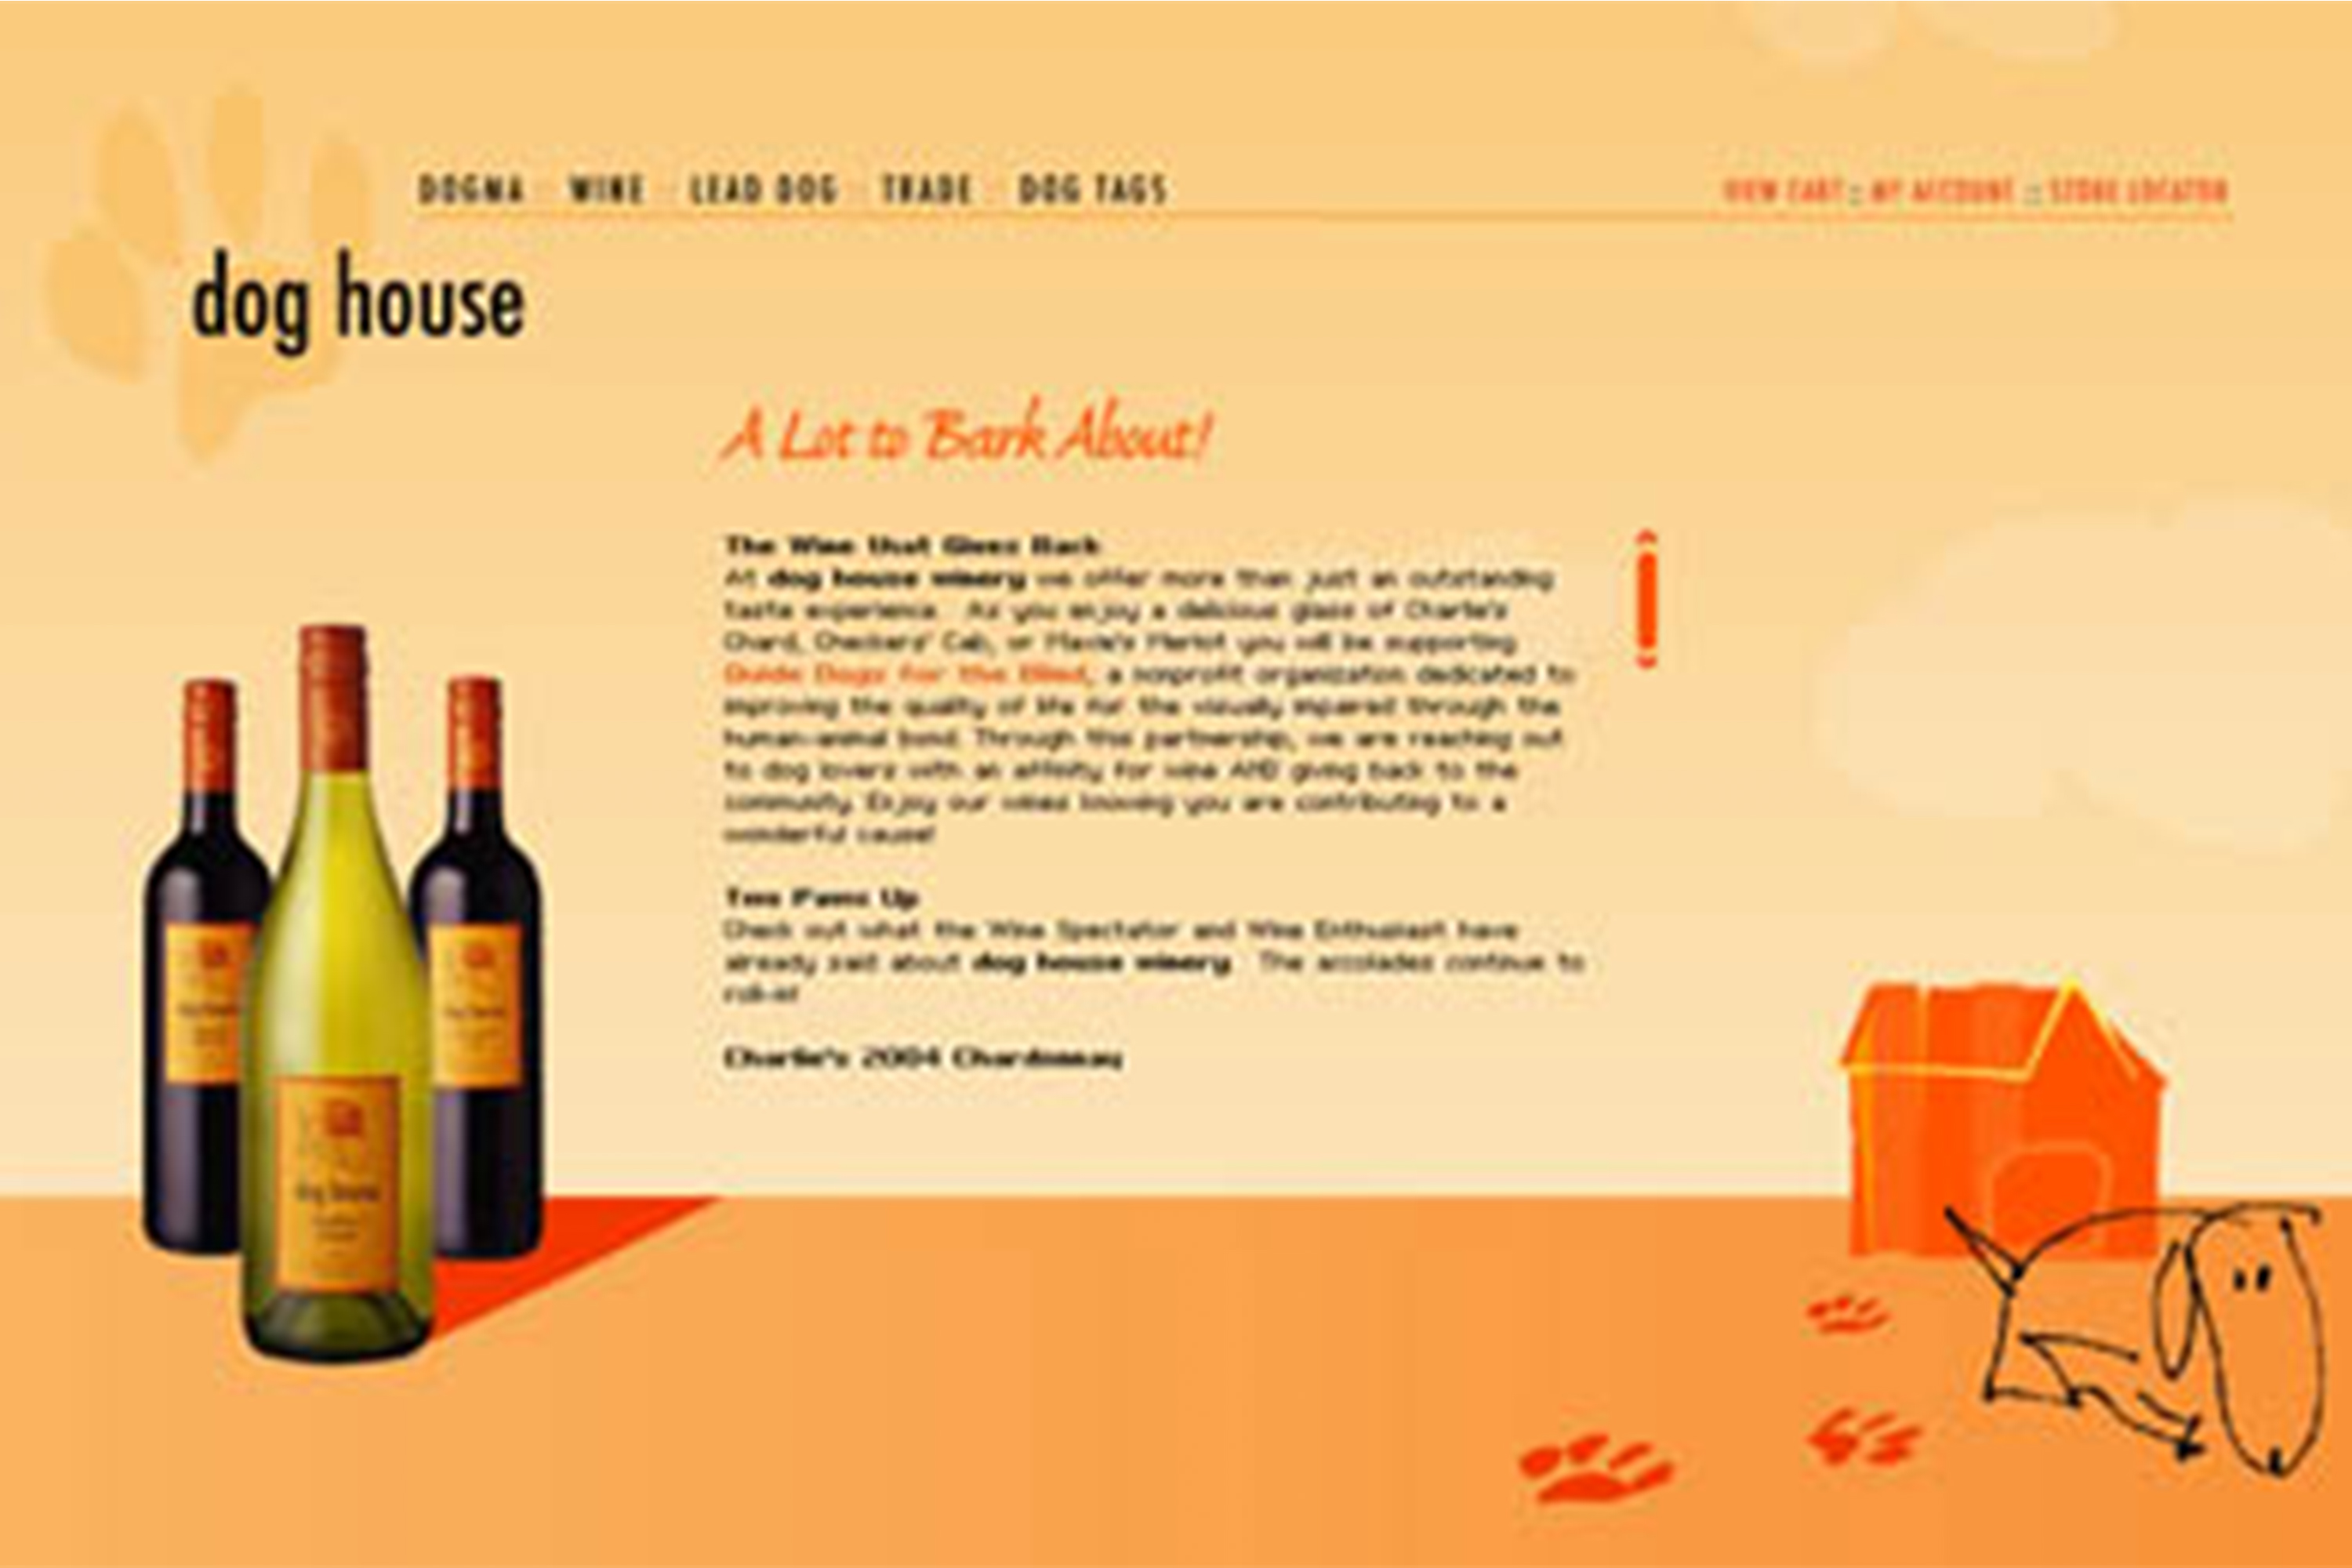 DOGMA WINE LEAD DOG TRADE DOG TAGS
VIEW CART :: MY ACCOUNT :: STORE LOCATOR
dog house
A Lot to Bark About!
The Wine that Gives Back
At dog house winery we offer more than just an outstanding
taste experience. As you enjoy a delicious glass of Charlie's
Chard, Checkers' Cab, or Maxie's Merlot you will be supporting
Guide Dogs for the Blind, a nonprofit organization dedicated to
improving the quality of life for the visually impaired through the
human-animal bond. Through this partnership, we are reaching out
to dog lovers with an affinity for wine AND giving back to the
community. Enjoy our wines knowing you are contributing to a
wonderful cause!
Two Paws Up
Check out what the Wine Spectator and Wine Enthusiast have
already said about dog house winery. The accolades continue to
roll-in!
Charlie's 2004 Chardonnay
dog house
dog house
dog house